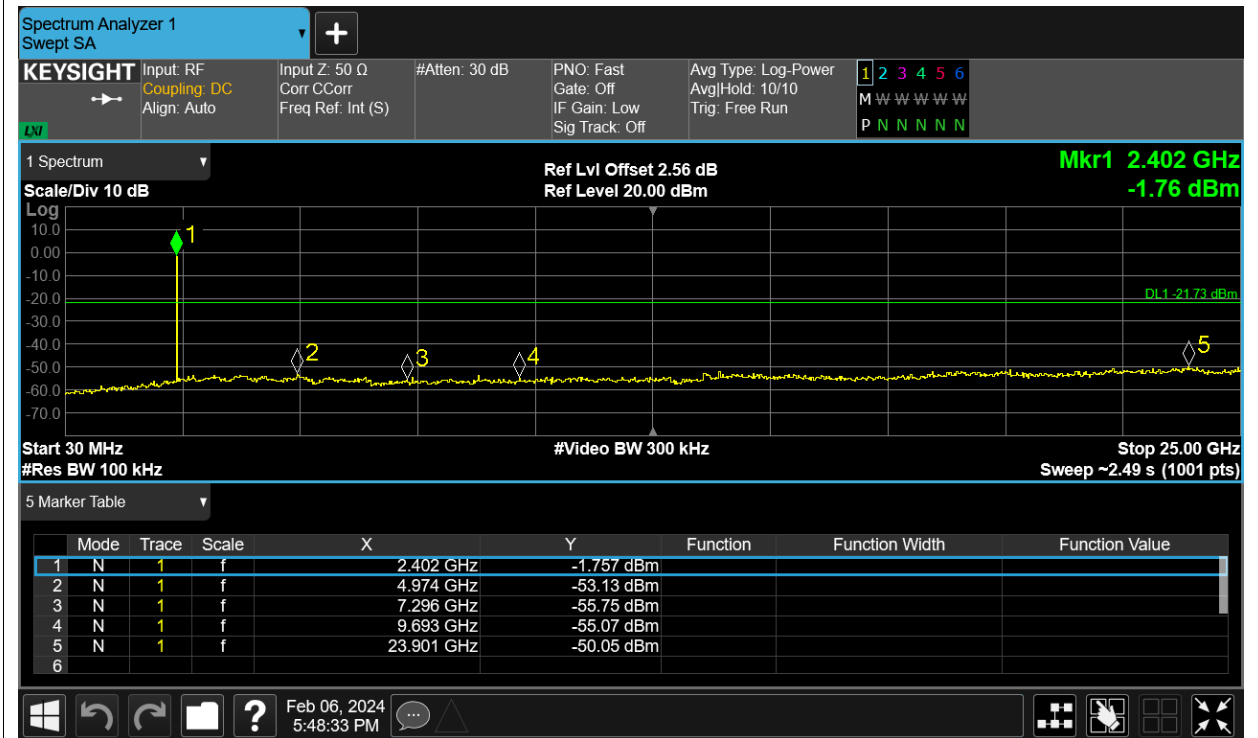 Spectrum Analyzer 1
Swept SA
+
KEYSIGHT
LXI
Input: RF
Coupling: DC
Align: Auto
Input Z: 50 Ω
Corr CCorr
Freq Ref: Int (S)
#Atten: 30 dB
PNO: Fast
Gate: Off
IF Gain: Low
Sig Track: Off
Avg Type: Log-Power
Avg|Hold: 10/10
Trig: Free Run
1 2 3 4 5 6
M W W W W W
P N N N N N
1 Spectrum
Scale/Div 10 dB
Ref Lvl Offset 2.56 dB
Ref Level 20.00 dBm
Mkr1 2.402 GHz
-1.76 dBm
Log
10.0
0.00
-10.0
-20.0
-30.0
-40.0
-50.0
-60.0
-70.0
1
2
3
4
5
DL1 -21.73 dBm
Start 30 MHz
#Res BW 100 kHz
#Video BW 300 kHz
Stop 25.00 GHz
Sweep ~2.49 s (1001 pts)
5 Marker Table
Mode Trace Scale X Y Function Function Width Function Value
1 N 1 f 2.402 GHz -1.757 dBm
2 N 1 f 4.974 GHz -53.13 dBm
3 N 1 f 7.296 GHz -55.75 dBm
4 N 1 f 9.693 GHz -55.07 dBm
5 N 1 f 23.901 GHz -50.05 dBm
6
?
Feb 06, 2024
5:48:33 PM